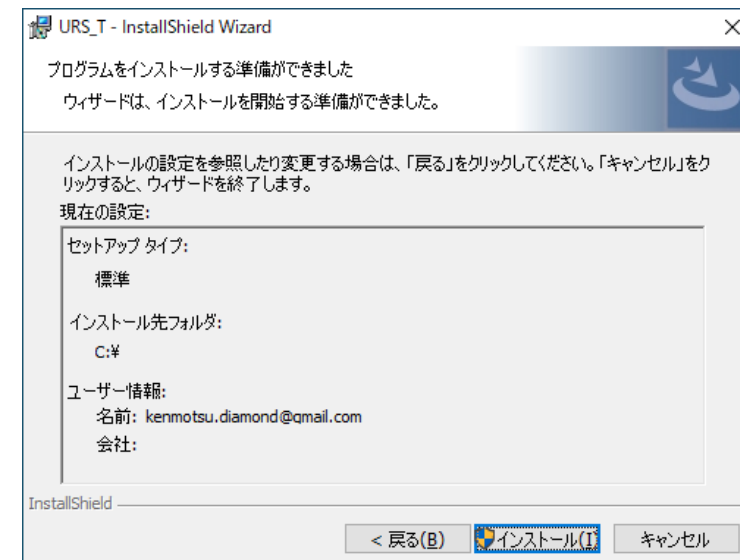 URS_T - InstallShield Wizard
プログラムをインストールする準備ができました
ウィザードは、インストールを開始する準備ができました。
インストールの設定を参照したり変更する場合は、「戻る」をクリックしてください。「キャンセル」をク
リックすると、ウィザードを終了します。
現在の設定:
セットアップ タイプ:
標準
インストール先フォルダ:
C:¥
ユーザー情報:
名前: kenmotsu.diamond@gmail.com
会社:
InstallShield
< 戻る(B)
インストール(I)
キャンセル